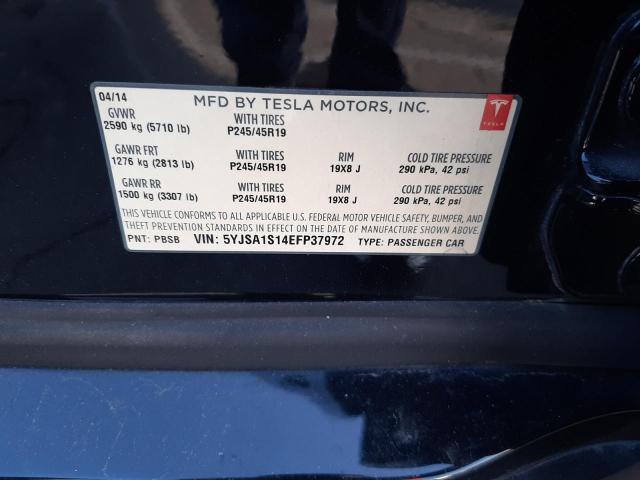 04/14 MFD BY TESLA MOTORS, INC.
GVWR WITH TIRES
2590 kg (5710 lb) P245/45R19
GAWR FRT WITH TIRES RIM COLD TIRE PRESSURE
1276 kg (2813 lb) P245/45R19 19X8 J 290 kPa, 42 psi
GAWR RR WITH TIRES RIM COLD TIRE PRESSURE
1500 kg (3307 lb) P245/45R19 19X8 J 290 kPa, 42 psi
THIS VEHICLE CONFORMS TO ALL APPLICABLE U.S. FEDERAL MOTOR VEHICLE SAFETY, BUMPER, AND
THEFT PREVENTION STANDARDS IN EFFECT ON THE DATE OF MANUFACTURE SHOWN ABOVE.
PNT: PBSB VIN: 5YJSA1S14EFP37972 TYPE: PASSENGER CAR